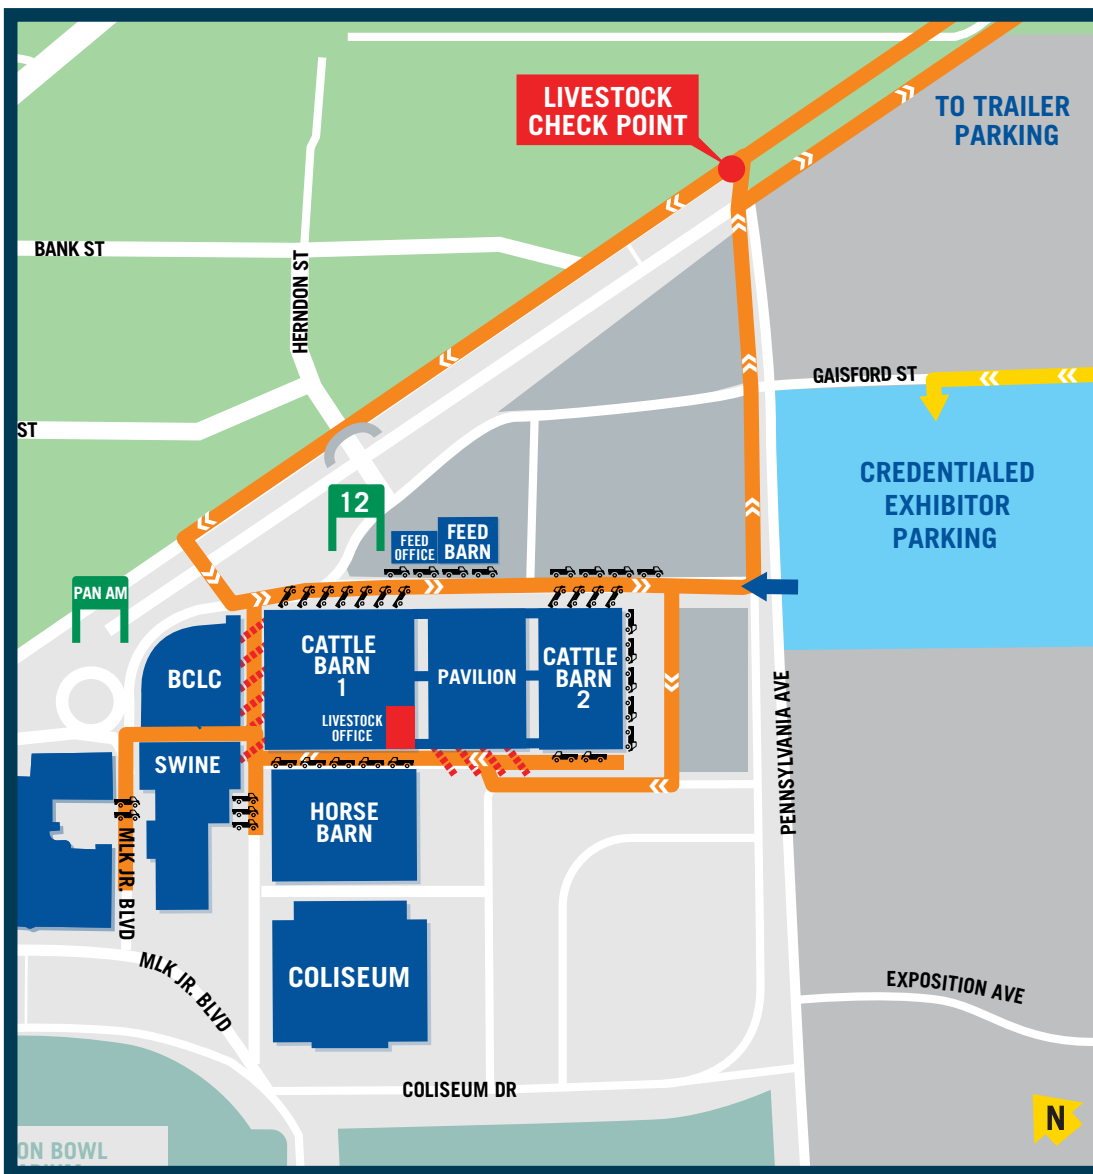 LIVESTOCK
CHECK POINT
TO TRAILER
PARKING
BANK ST
HERNDON ST
GAISFORD ST
ST
CREDENTIALED
EXHIBITOR
PARKING
12
FEED
OFFICE
FEED
BARN
PAN AM
BCLC
CATTLE
BARN
1
PAVILION
CATTLE
BARN
2
LIVESTOCK
OFFICE
SWINE
HORSE
BARN
PENNSYLVANIA AVE
MLK JR. BLVD
MLK JR. BLVD
COLISEUM
EXPOSITION AVE
COLISEUM DR
N
ON BOWL